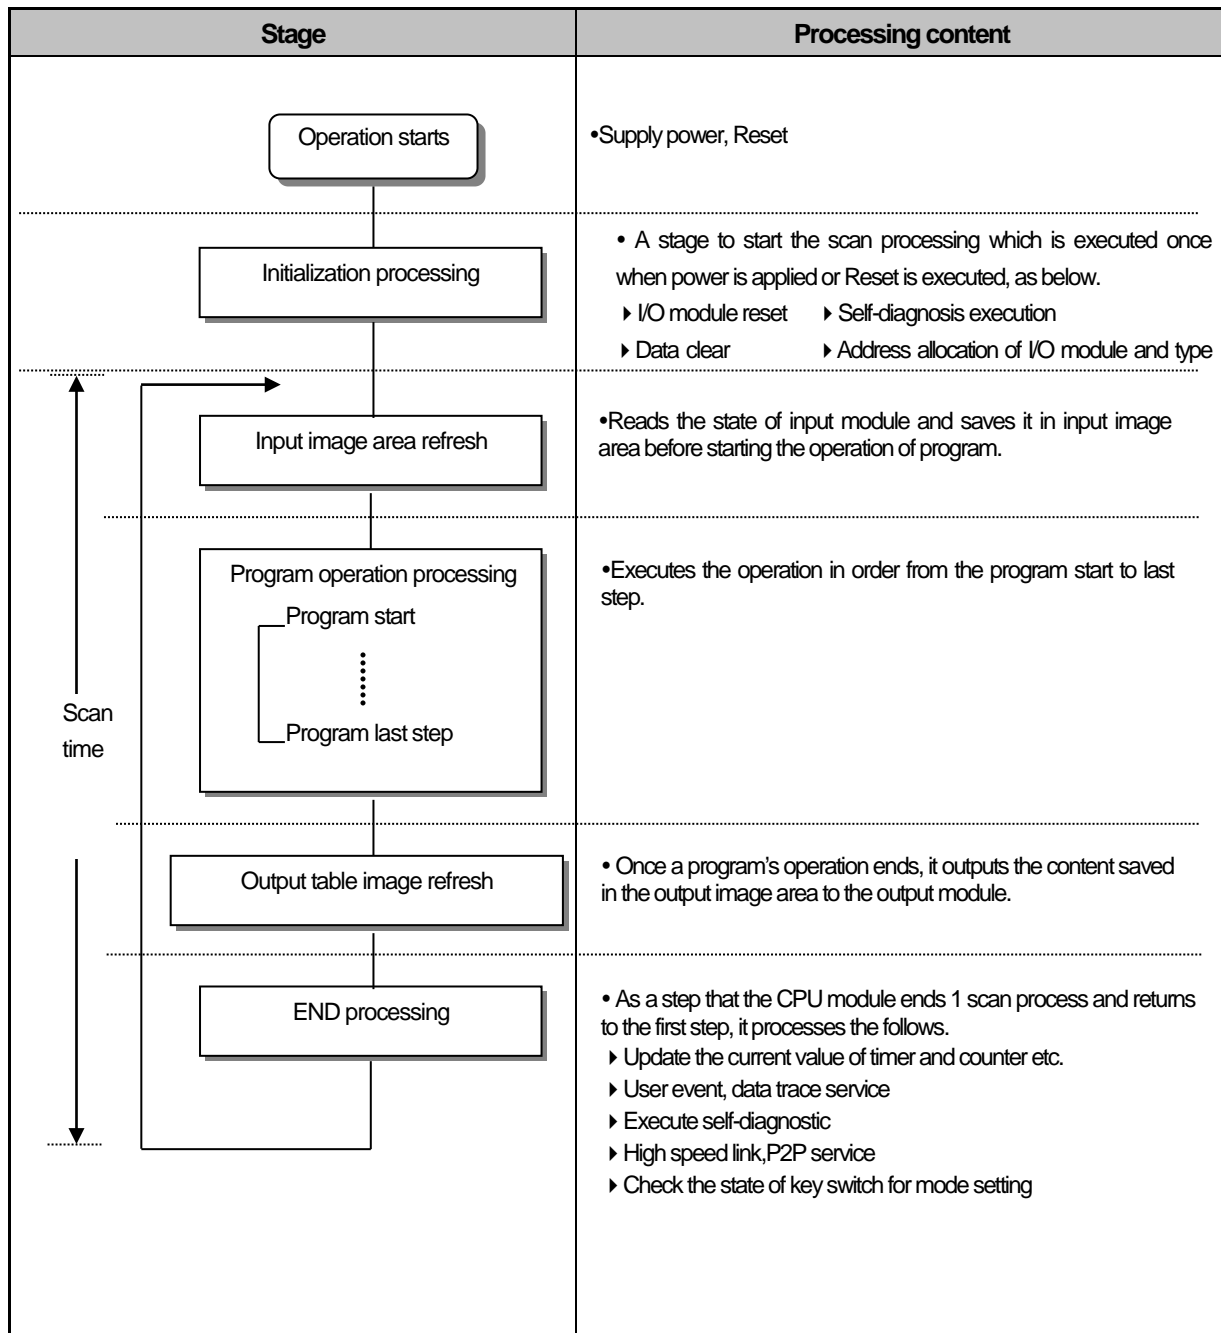 Stage
Processing content
Operation starts
•Supply power, Reset
Initialization processing
• A stage to start the scan processing which is executed once
when power is applied or Reset is executed, as below.
I/O module reset Self-diagnosis execution
Data clear Address allocation of I/O module and type
Input image area refresh
•Reads the state of input module and saves it in input image
area before starting the operation of program.
Program operation processing
Program start
Program last step
•Executes the operation in order from the program start to last
step.
Scan
time
Output table image refresh
• Once a program’s operation ends, it outputs the content saved
in the output image area to the output module.
END processing
• As a step that the CPU module ends 1 scan process and returns
to the first step, it processes the follows.
Update the current value of timer and counter etc.
User event, data trace service
Execute self-diagnostic
High speed link,P2P service
Check the state of key switch for mode setting